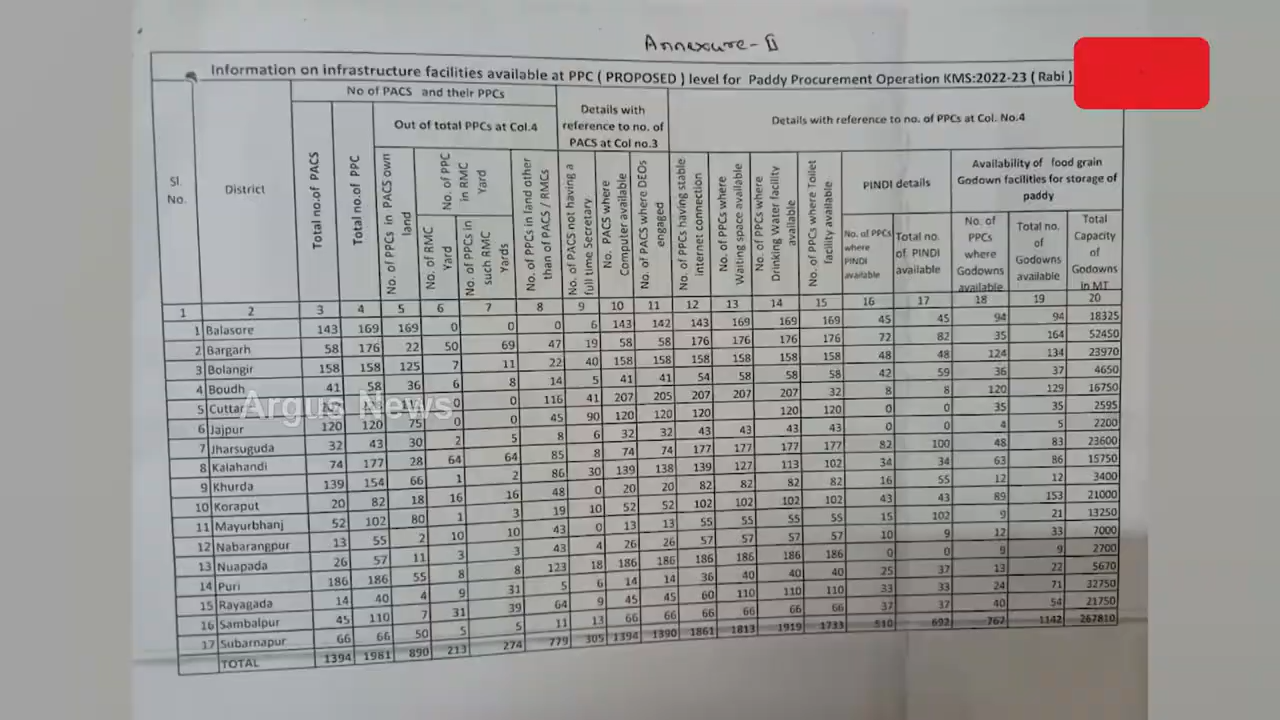 Annexure-II
Information on infrastructure facilities available at PPC ( PROPOSED ) level for Paddy Procurement Operation KMS:2022-23 ( Rabi )
Sl. No.
District
No of PACS and their PPCs
Total no.of PACS
Total no.of PPC
Out of total PPCs at Col.4
No. of PPCs in PACS own land
No. of PPC in RMC Yard
No. of RMC Yard
No. of PPCs in such RMC Yards
No. of PPCs in land other than of PACS / RMCs
Details with reference to no. of PACS at Col no.3
No. of PACS not having a full time Secretary
No. PACS where Computer available
No. of PACS where DEOs engaged
Details with reference to no. of PPCs at Col. No.4
No. of PPCs having stable internet connection
No. of PPCs where Waiting space available
No. of PPCs where Drinking Water facility available
No. of PPCs where Toilet facility available
PINDI details
No. of PPCs where PINDI available
Total no. of PINDI available
Availability of food grain Godown facilities for storage of paddy
No. of PPCs where Godowns available
Total no. of Godowns available
Total Capacity of Godowns in MT
1 2 3 4 5 6 7 8 9 10 11 12 13 14 15 16 17 18 19 20
1 Balasore 143 169 169 0 0 0 6 143 142 143 169 169 169 45 45 94 94 18325
2 Bargarh 58 176 22 50 69 47 19 58 58 176 176 176 176 72 82 35 164 52450
3 Bolangir 158 158 125 7 11 22 40 158 158 158 158 158 158 48 48 124 134 23970
4 Boudh 41 58 36 6 8 14 5 41 41 54 58 58 58 42 59 36 37 4650
5 0 0 116 41 207 205 207 207 207 32 8 8 120 129 16750
6 Jajpur 120 120 75 0 0 45 90 120 120 120 120 120 0 0 35 35 2595
7 Jharsuguda 32 43 30 2 5 8 6 32 32 43 43 43 43 0 0 4 5 2200
8 Kalahandi 74 177 28 64 64 85 8 74 74 177 177 177 177 82 100 48 83 23600
9 Khurda 139 154 66 1 2 86 30 139 138 139 127 113 102 34 34 63 86 15750
10 Koraput 20 82 18 16 16 48 0 20 20 82 82 82 82 16 55 12 12 3400
11 Mayurbhanj 52 102 80 1 3 19 10 52 52 102 102 102 102 43 43 89 153 21000
12 Nabarangpur 13 55 2 10 10 43 0 13 13 55 55 55 55 15 102 9 21 13250
13 Nuapada 26 57 11 3 3 43 4 26 26 57 57 57 57 10 9 12 33 7000
14 Puri 186 186 55 8 8 123 18 186 186 186 186 186 186 0 0 9 9 2700
15 Rayagada 14 40 4 9 31 5 6 14 14 36 40 40 40 25 37 13 22 5670
16 Sambalpur 45 110 7 31 39 64 9 45 45 60 110 110 110 33 33 24 71 32750
17 Subarnapur 66 66 50 5 5 11 13 66 66 66 66 66 66 37 37 40 54 21750
TOTAL 1394 1981 890 213 274 779 305 1394 1390 1861 1813 1919 1733 510 692 767 1142 267810
Argus News